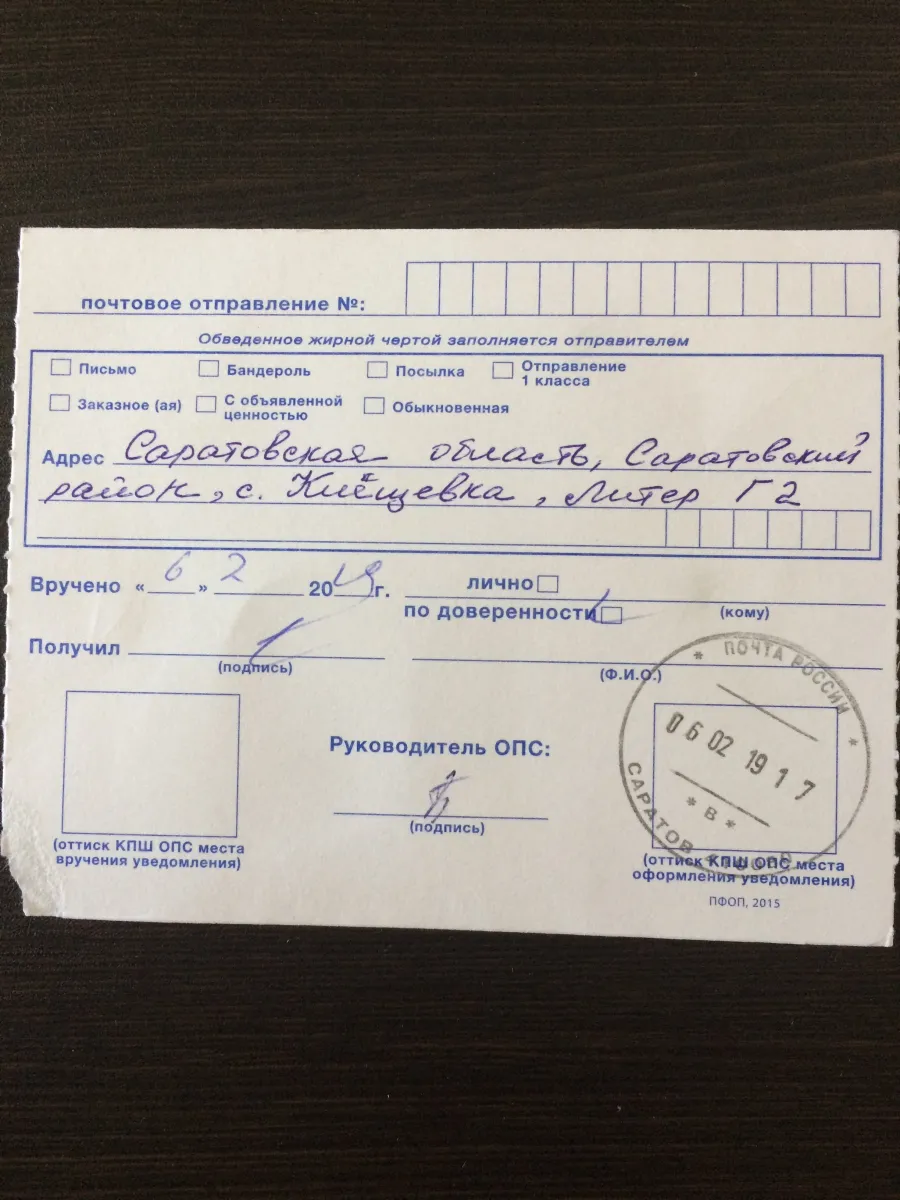 почтовое отправление №:
Обведенное жирной чертой заполняется отправителем
Письмо Бандероль Посылка Отправление 1 класса
Заказное (ая) С объявленной ценностью Обыкновенная
Адрес Саратовская область, Саратовский
район, с. Клещевка, Литер Г2
Вручено « 6 » 2 2019 г. лично
по доверенности (кому)
Получил
(подпись) (Ф.И.О.)
ПОЧТА РОССИИ
06 02 19 17
В
САРАТОВ
Руководитель ОПС:
(подпись)
(оттиск КПШ ОПС места
вручения уведомления)
(оттиск КПШ ОПС места
оформления уведомления)
ПФОП, 2015